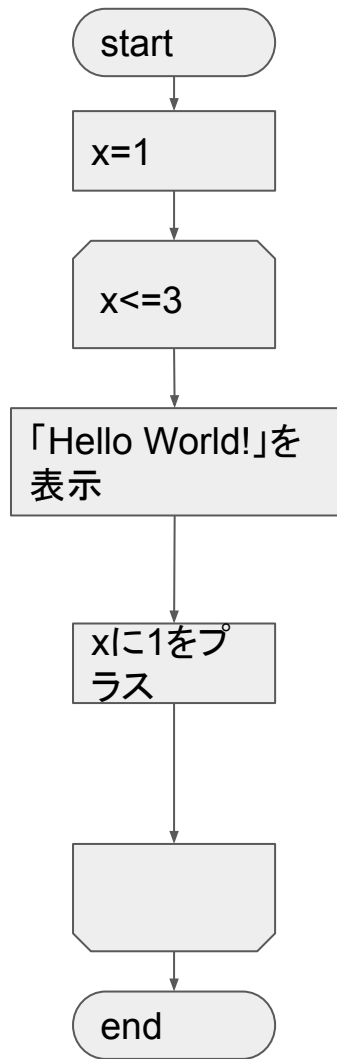 start
x=1
x<=3
「Hello World!」を
表示
xに1をプ
ラス
end